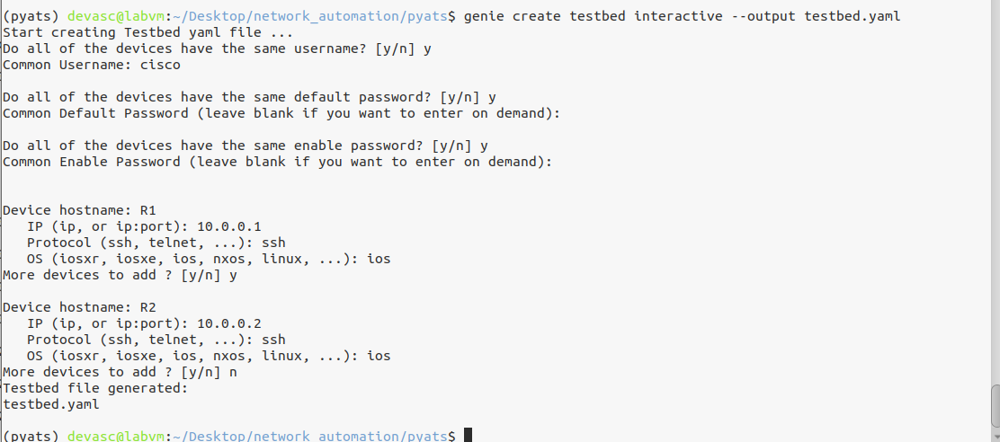 (pyats) devasc@labvm:~/Desktop/network_automation/pyats$ genie create testbed interactive --output testbed.yaml
Start creating Testbed yaml file ...
Do all of the devices have the same username? [y/n] y
Common Username: cisco
Do all of the devices have the same default password? [y/n] y
Common Default Password (leave blank if you want to enter on demand):
Do all of the devices have the same enable password? [y/n] y
Common Enable Password (leave blank if you want to enter on demand):
Device hostname: R1
   IP (ip, or ip:port): 10.0.0.1
   Protocol (ssh, telnet, ...): ssh
   OS (iosxr, iosxe, ios, nxos, linux, ...): ios
More devices to add ? [y/n] y
Device hostname: R2
   IP (ip, or ip:port): 10.0.0.2
   Protocol (ssh, telnet, ...): ssh
   OS (iosxr, iosxe, ios, nxos, linux, ...): ios
More devices to add ? [y/n] n
Testbed file generated:
testbed.yaml
(pyats) devasc@labvm:~/Desktop/network_automation/pyats$